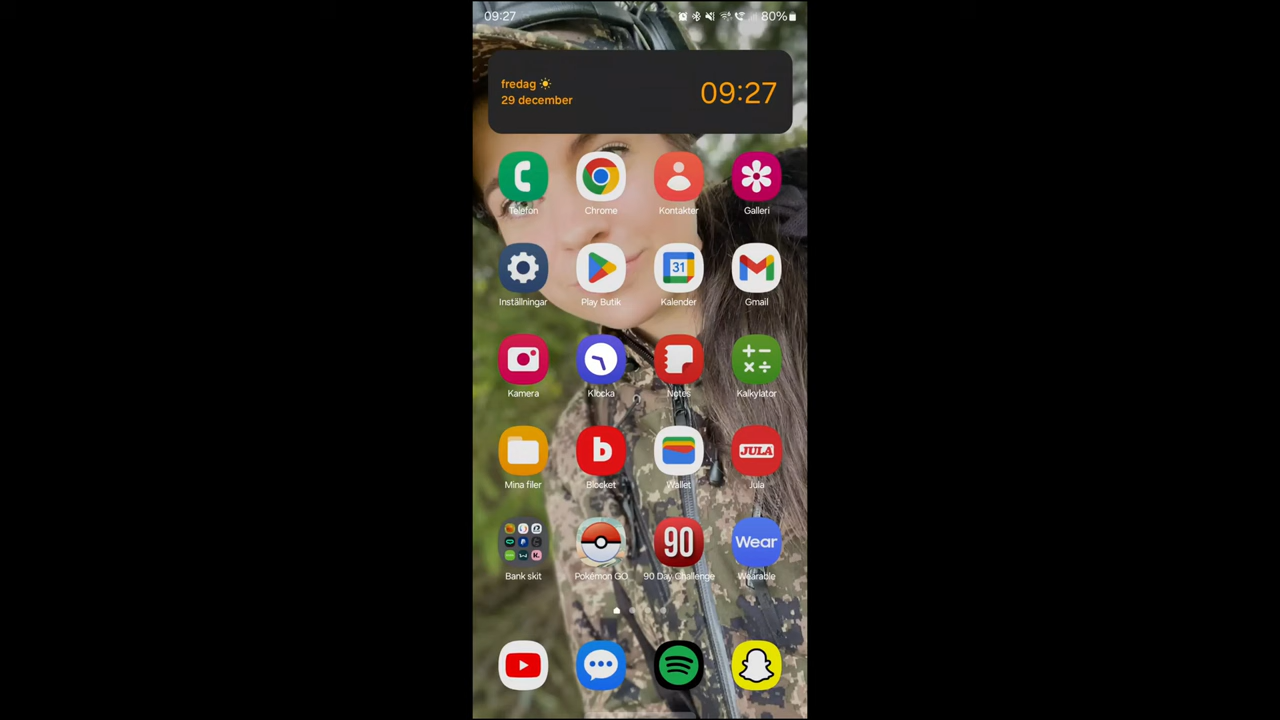 09:27
80%
fredag
29 december
09:27
Telefon
Chrome
Kontakter
Galleri
31
Inställningar
Play Butik
Kalender
Gmail
Kamera
Klocka
Notes
Kalkylator
b
JULA
Mina filer
Blocket
Wallet
Jula
90
Wear
Bank skit
Pokémon GO
90 Day Challenge
Wearable